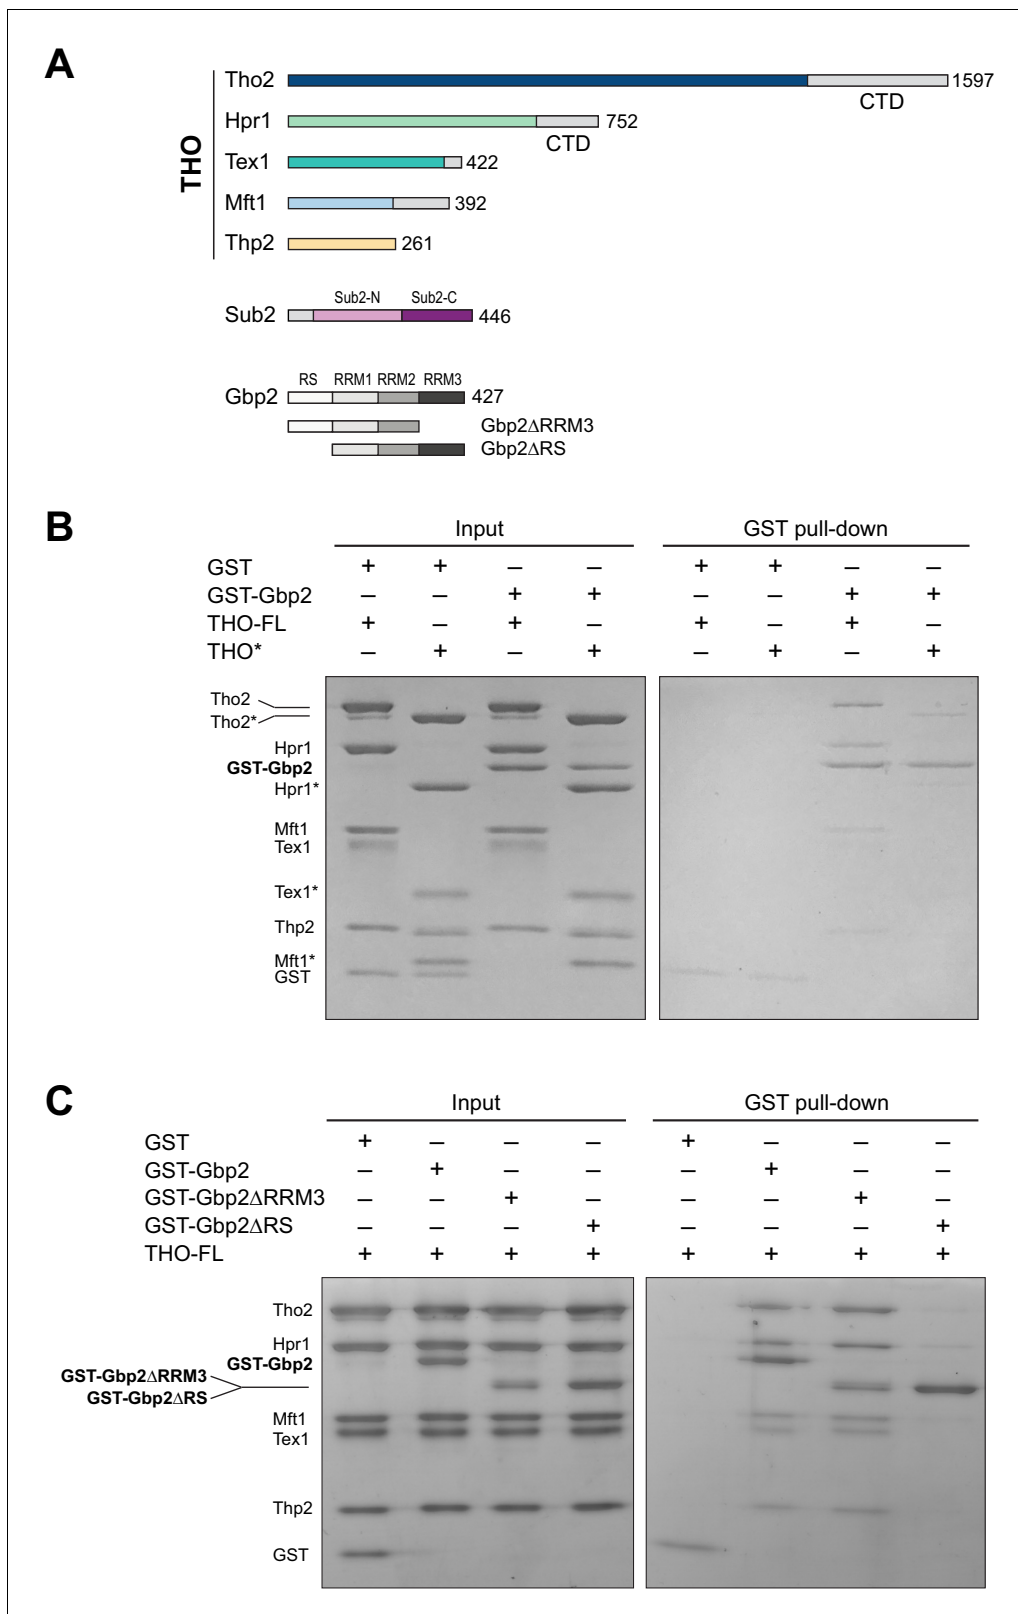 A
THO
Tho2 1597
CTD
Hpr1 752
CTD
Tex1 422
Mft1 392
Thp2 261
Sub2-N Sub2-C
Sub2 446
RS RRM1 RRM2 RRM3
Gbp2 427
Gbp2ΔRRM3
Gbp2ΔRS
B
Input GST pull-down
GST + + – – + + – –
GST-Gbp2 – – + + – – + +
THO-FL + – + – + – + –
THO* – + – + – + – +
Tho2
Tho2*
Hpr1
GST-Gbp2
Hpr1*
Mft1
Tex1
Tex1*
Thp2
Mft1*
GST
C
Input GST pull-down
GST + – – – + – – –
GST-Gbp2 – + – – – + – –
GST-Gbp2ΔRRM3 – – + – – – + –
GST-Gbp2ΔRS – – – + – – – +
THO-FL + + + + + + + +
Tho2
Hpr1
GST-Gbp2
GST-Gbp2ΔRRM3
GST-Gbp2ΔRS
Mft1
Tex1
Thp2
GST